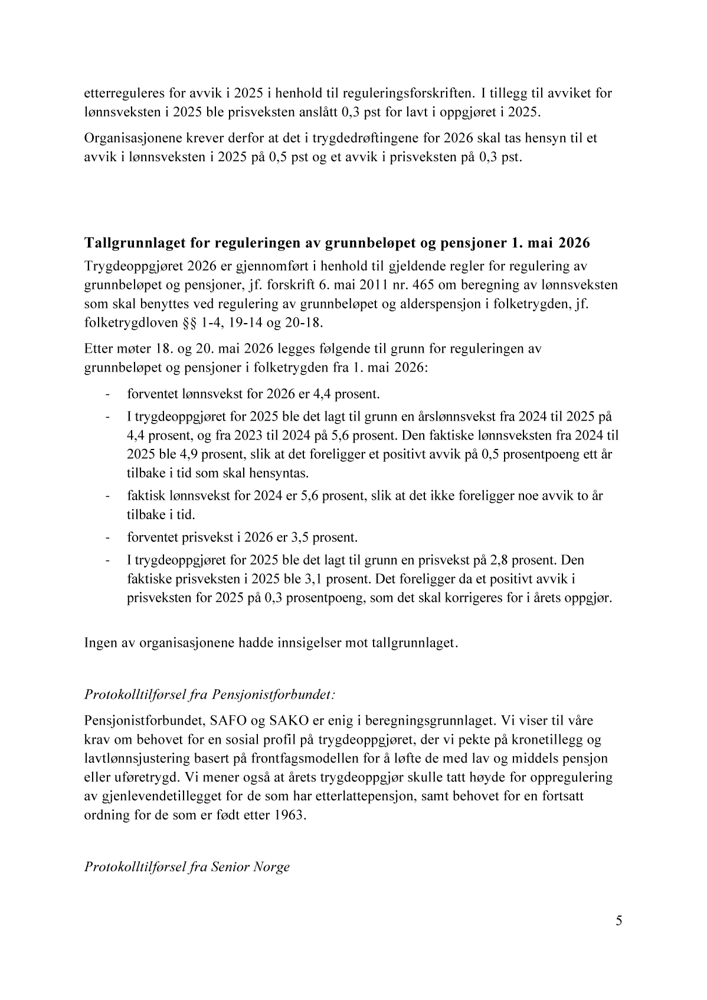 etterreguleres for avvik i 2025 i henhold til reguleringsforskriften. I tillegg til avviket for
lønnsveksten i 2025 ble prisveksten anslått 0,3 pst for lavt i oppgjøret i 2025.
Organisasjonene krever derfor at det i trygdedrøftingene for 2026 skal tas hensyn til et
avvik i lønnsveksten i 2025 på 0,5 pst og et avvik i prisveksten på 0,3 pst.
Tallgrunnlaget for reguleringen av grunnbeløpet og pensjoner 1. mai 2026
Trygdeoppgjøret 2026 er gjennomført i henhold til gjeldende regler for regulering av
grunnbeløpet og pensjoner, jf. forskrift 6. mai 2011 nr. 465 om beregning av lønnsveksten
som skal benyttes ved regulering av grunnbeløpet og alderspensjon i folketrygden, jf.
folketrygdloven §§ 1-4, 19-14 og 20-18.
Etter møter 18. og 20. mai 2026 legges følgende til grunn for reguleringen av
grunnbeløpet og pensjoner i folketrygden fra 1. mai 2026:
- forventet lønnsvekst for 2026 er 4,4 prosent.
- I trygdeoppgjøret for 2025 ble det lagt til grunn en årslønnsvekst fra 2024 til 2025 på
4,4 prosent, og fra 2023 til 2024 på 5,6 prosent. Den faktiske lønnsveksten fra 2024 til
2025 ble 4,9 prosent, slik at det foreligger et positivt avvik på 0,5 prosentpoeng ett år
tilbake i tid som skal hensyntas.
- faktisk lønnsvekst for 2024 er 5,6 prosent, slik at det ikke foreligger noe avvik to år
tilbake i tid.
- forventet prisvekst i 2026 er 3,5 prosent.
- I trygdeoppgjøret for 2025 ble det lagt til grunn en prisvekst på 2,8 prosent. Den
faktiske prisveksten i 2025 ble 3,1 prosent. Det foreligger da et positivt avvik i
prisveksten for 2025 på 0,3 prosentpoeng, som det skal korrigeres for i årets oppgjør.
Ingen av organisasjonene hadde innsigelser mot tallgrunnlaget.
Protokolltilførsel fra Pensjonistforbundet:
Pensjonistforbundet, SAFO og SAKO er enig i beregningsgrunnlaget. Vi viser til våre
krav om behovet for en sosial profil på trygdeoppgjøret, der vi pekte på kronetillegg og
lavtlønnsjustering basert på frontfagsmodellen for å løfte de med lav og middels pensjon
eller uføretrygd. Vi mener også at årets trygdeoppgjør skulle tatt høyde for oppregulering
av gjenlevendetillegget for de som har etterlattepensjon, samt behovet for en fortsatt
ordning for de som er født etter 1963.
Protokolltilførsel fra Senior Norge
5